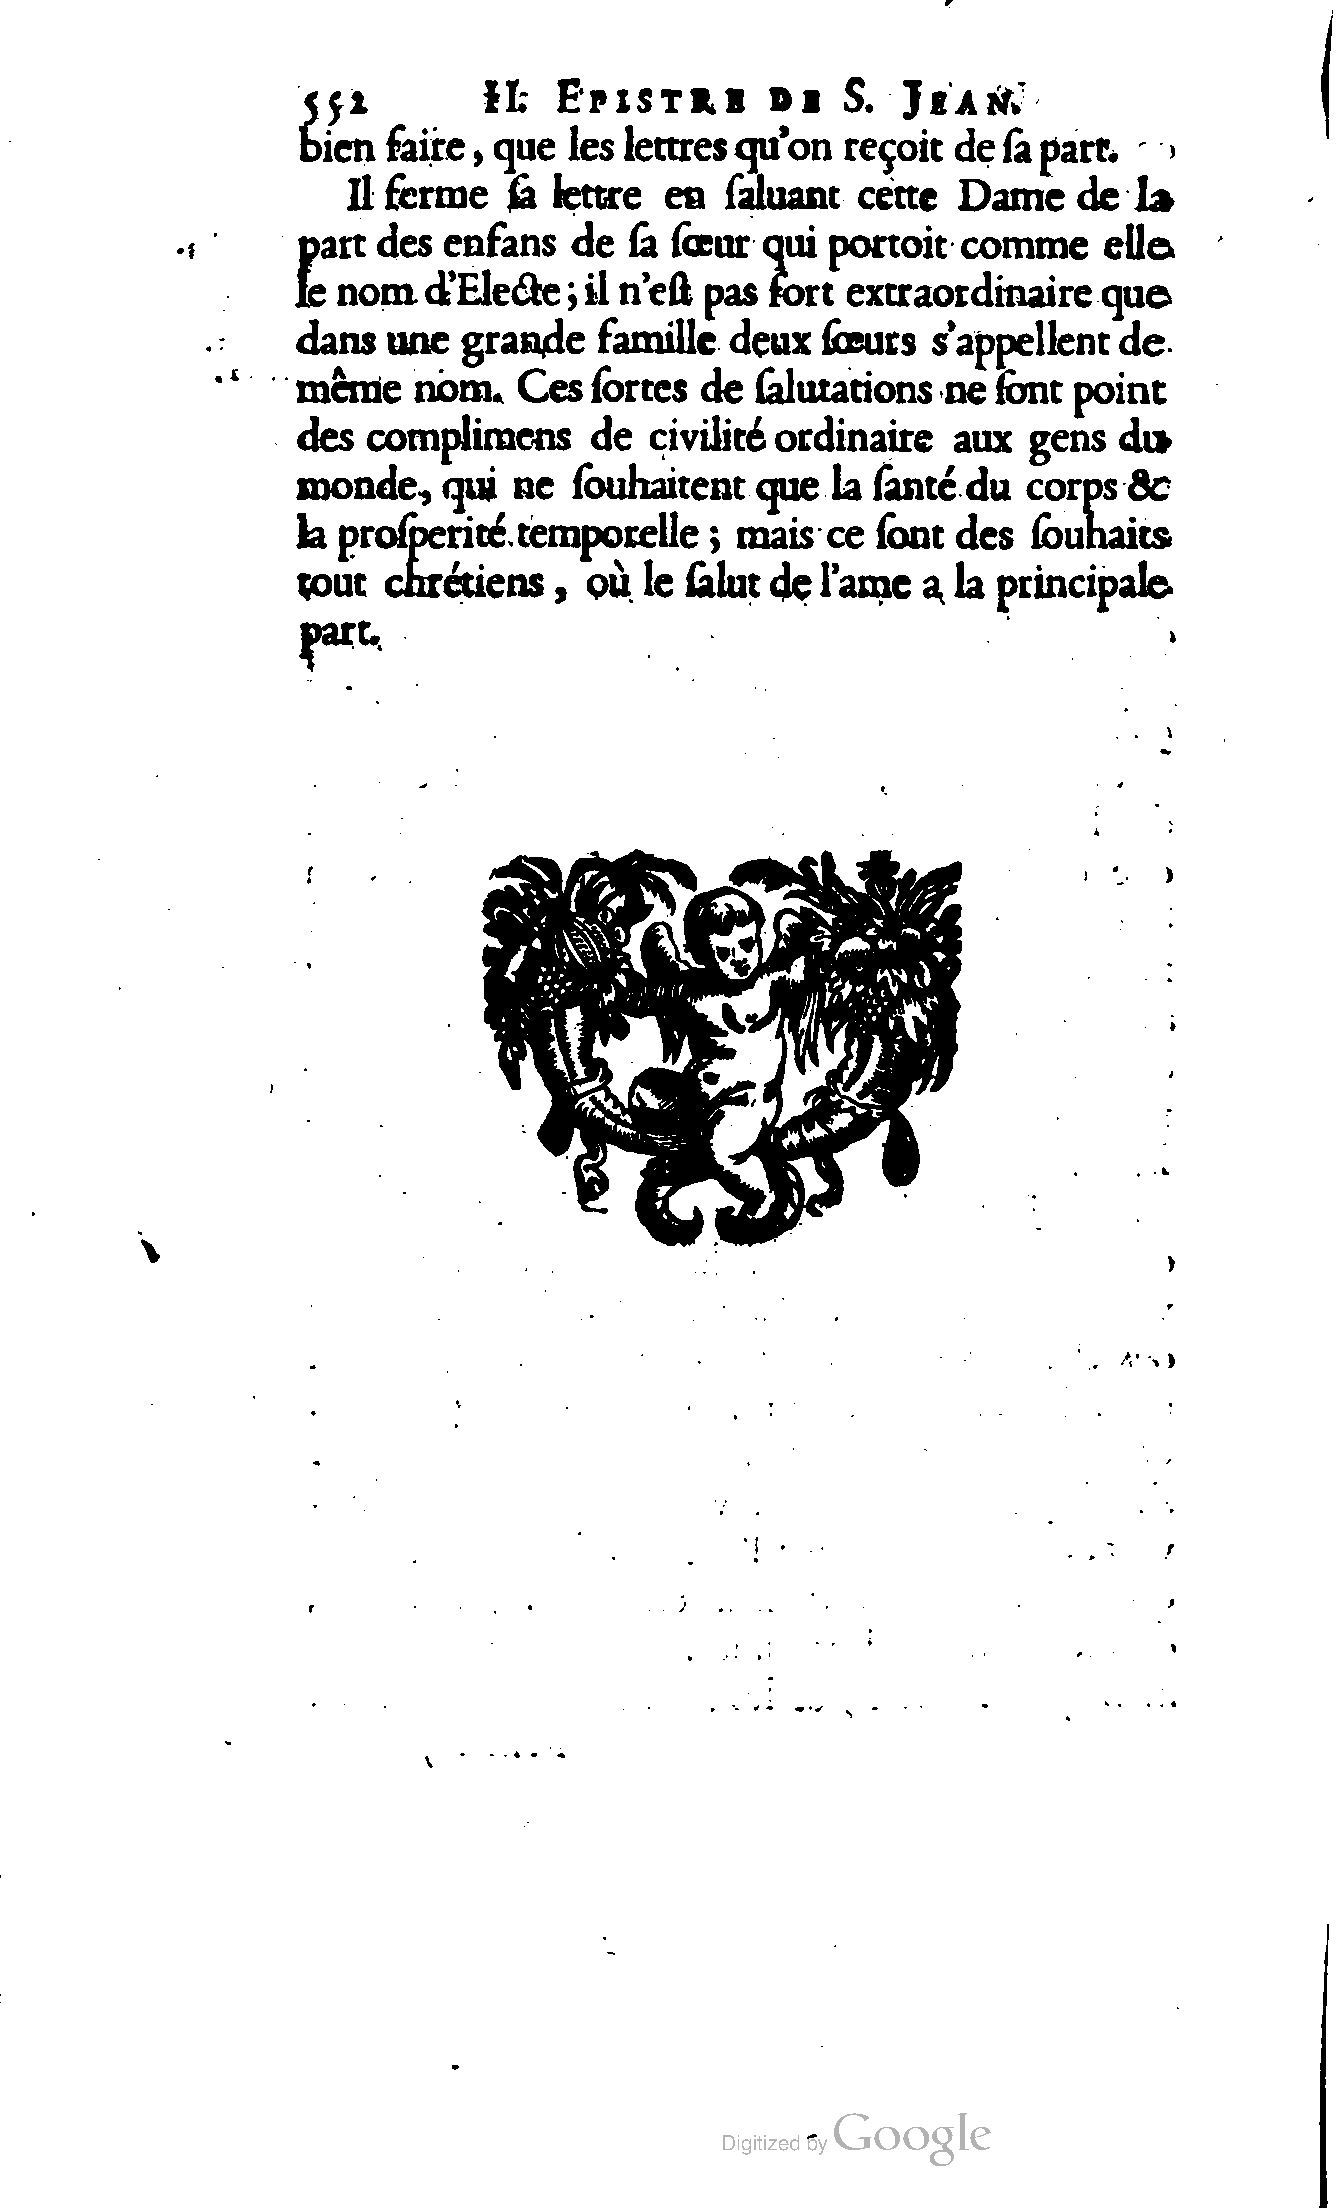 552 II. EPISTRE DE S. JEAN.
bien faire, que les lettres qu'on reçoit de ſa part.
Il ferme ſa lettre en ſaluant cette Dame de la
part des enfans de ſa ſœur qui portoit comme elle
le nom d'Electe; il n'eſt pas fort extraordinaire que
dans une grande famille deux ſœurs s'appellent de
même nom. Ces ſortes de ſalutations ne ſont point
des complimens de civilité ordinaire aux gens du
monde, qui ne ſouhaitent que la ſanté du corps &
la proſperité temporelle; mais ce ſont des ſouhaits
tout chrétiens, où le ſalut de l'ame a la principale
part.
Digitized by Google